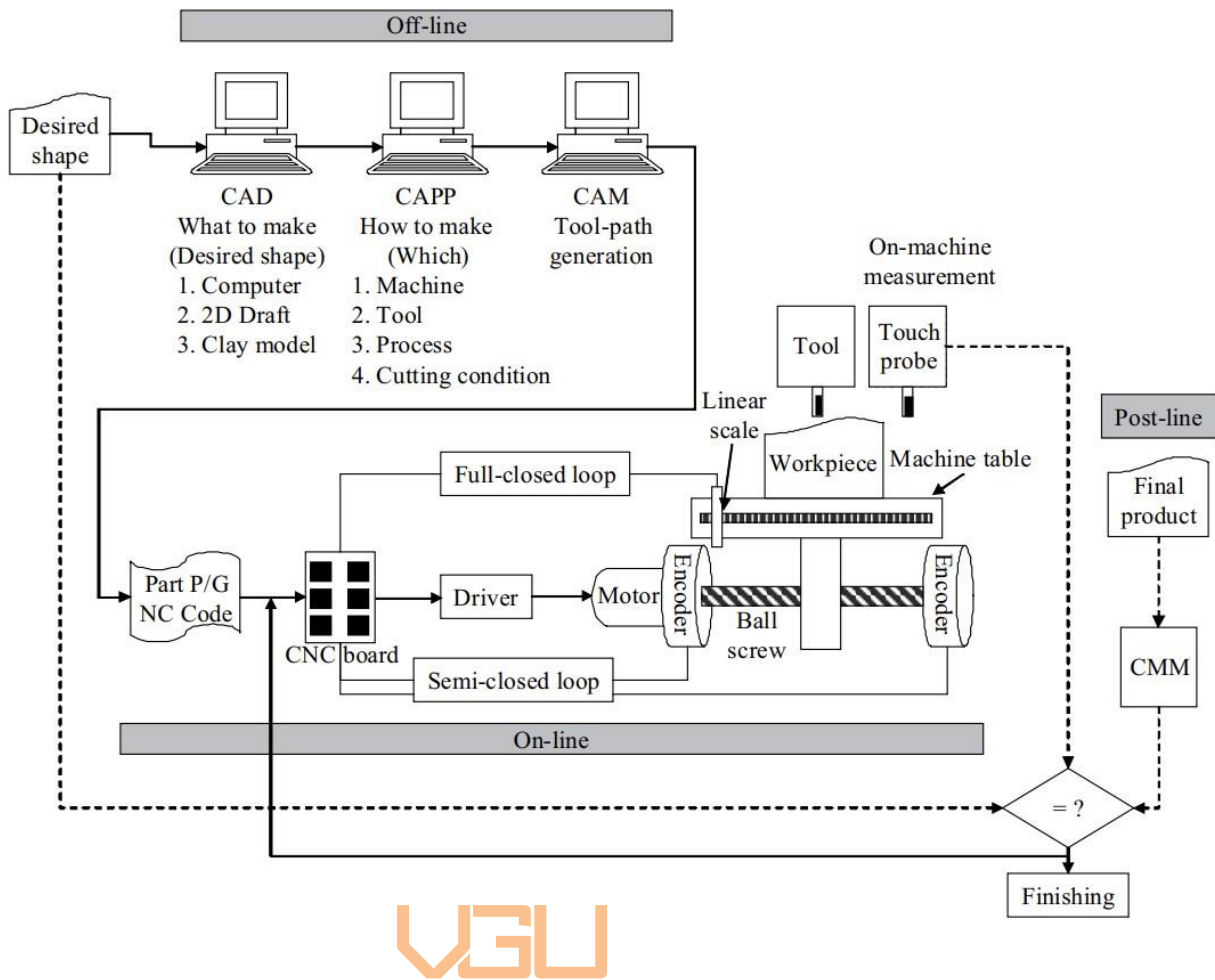 Off-line
Desired
shape
CAD
What to make
(Desired shape)
1. Computer
2. 2D Draft
3. Clay model
CAPP
How to make
(Which)
1. Machine
2. Tool
3. Process
4. Cutting condition
CAM
Tool-path
generation
On-machine
measurement
Tool
Touch
probe
Linear
scale
Workpiece
Machine table
Post-line
Final
product
Full-closed loop
Part P/G
NC Code
CNC board
Driver
Motor
Encoder
Ball
screw
Encoder
Semi-closed loop
CMM
On-line
= ?
Finishing
VGU